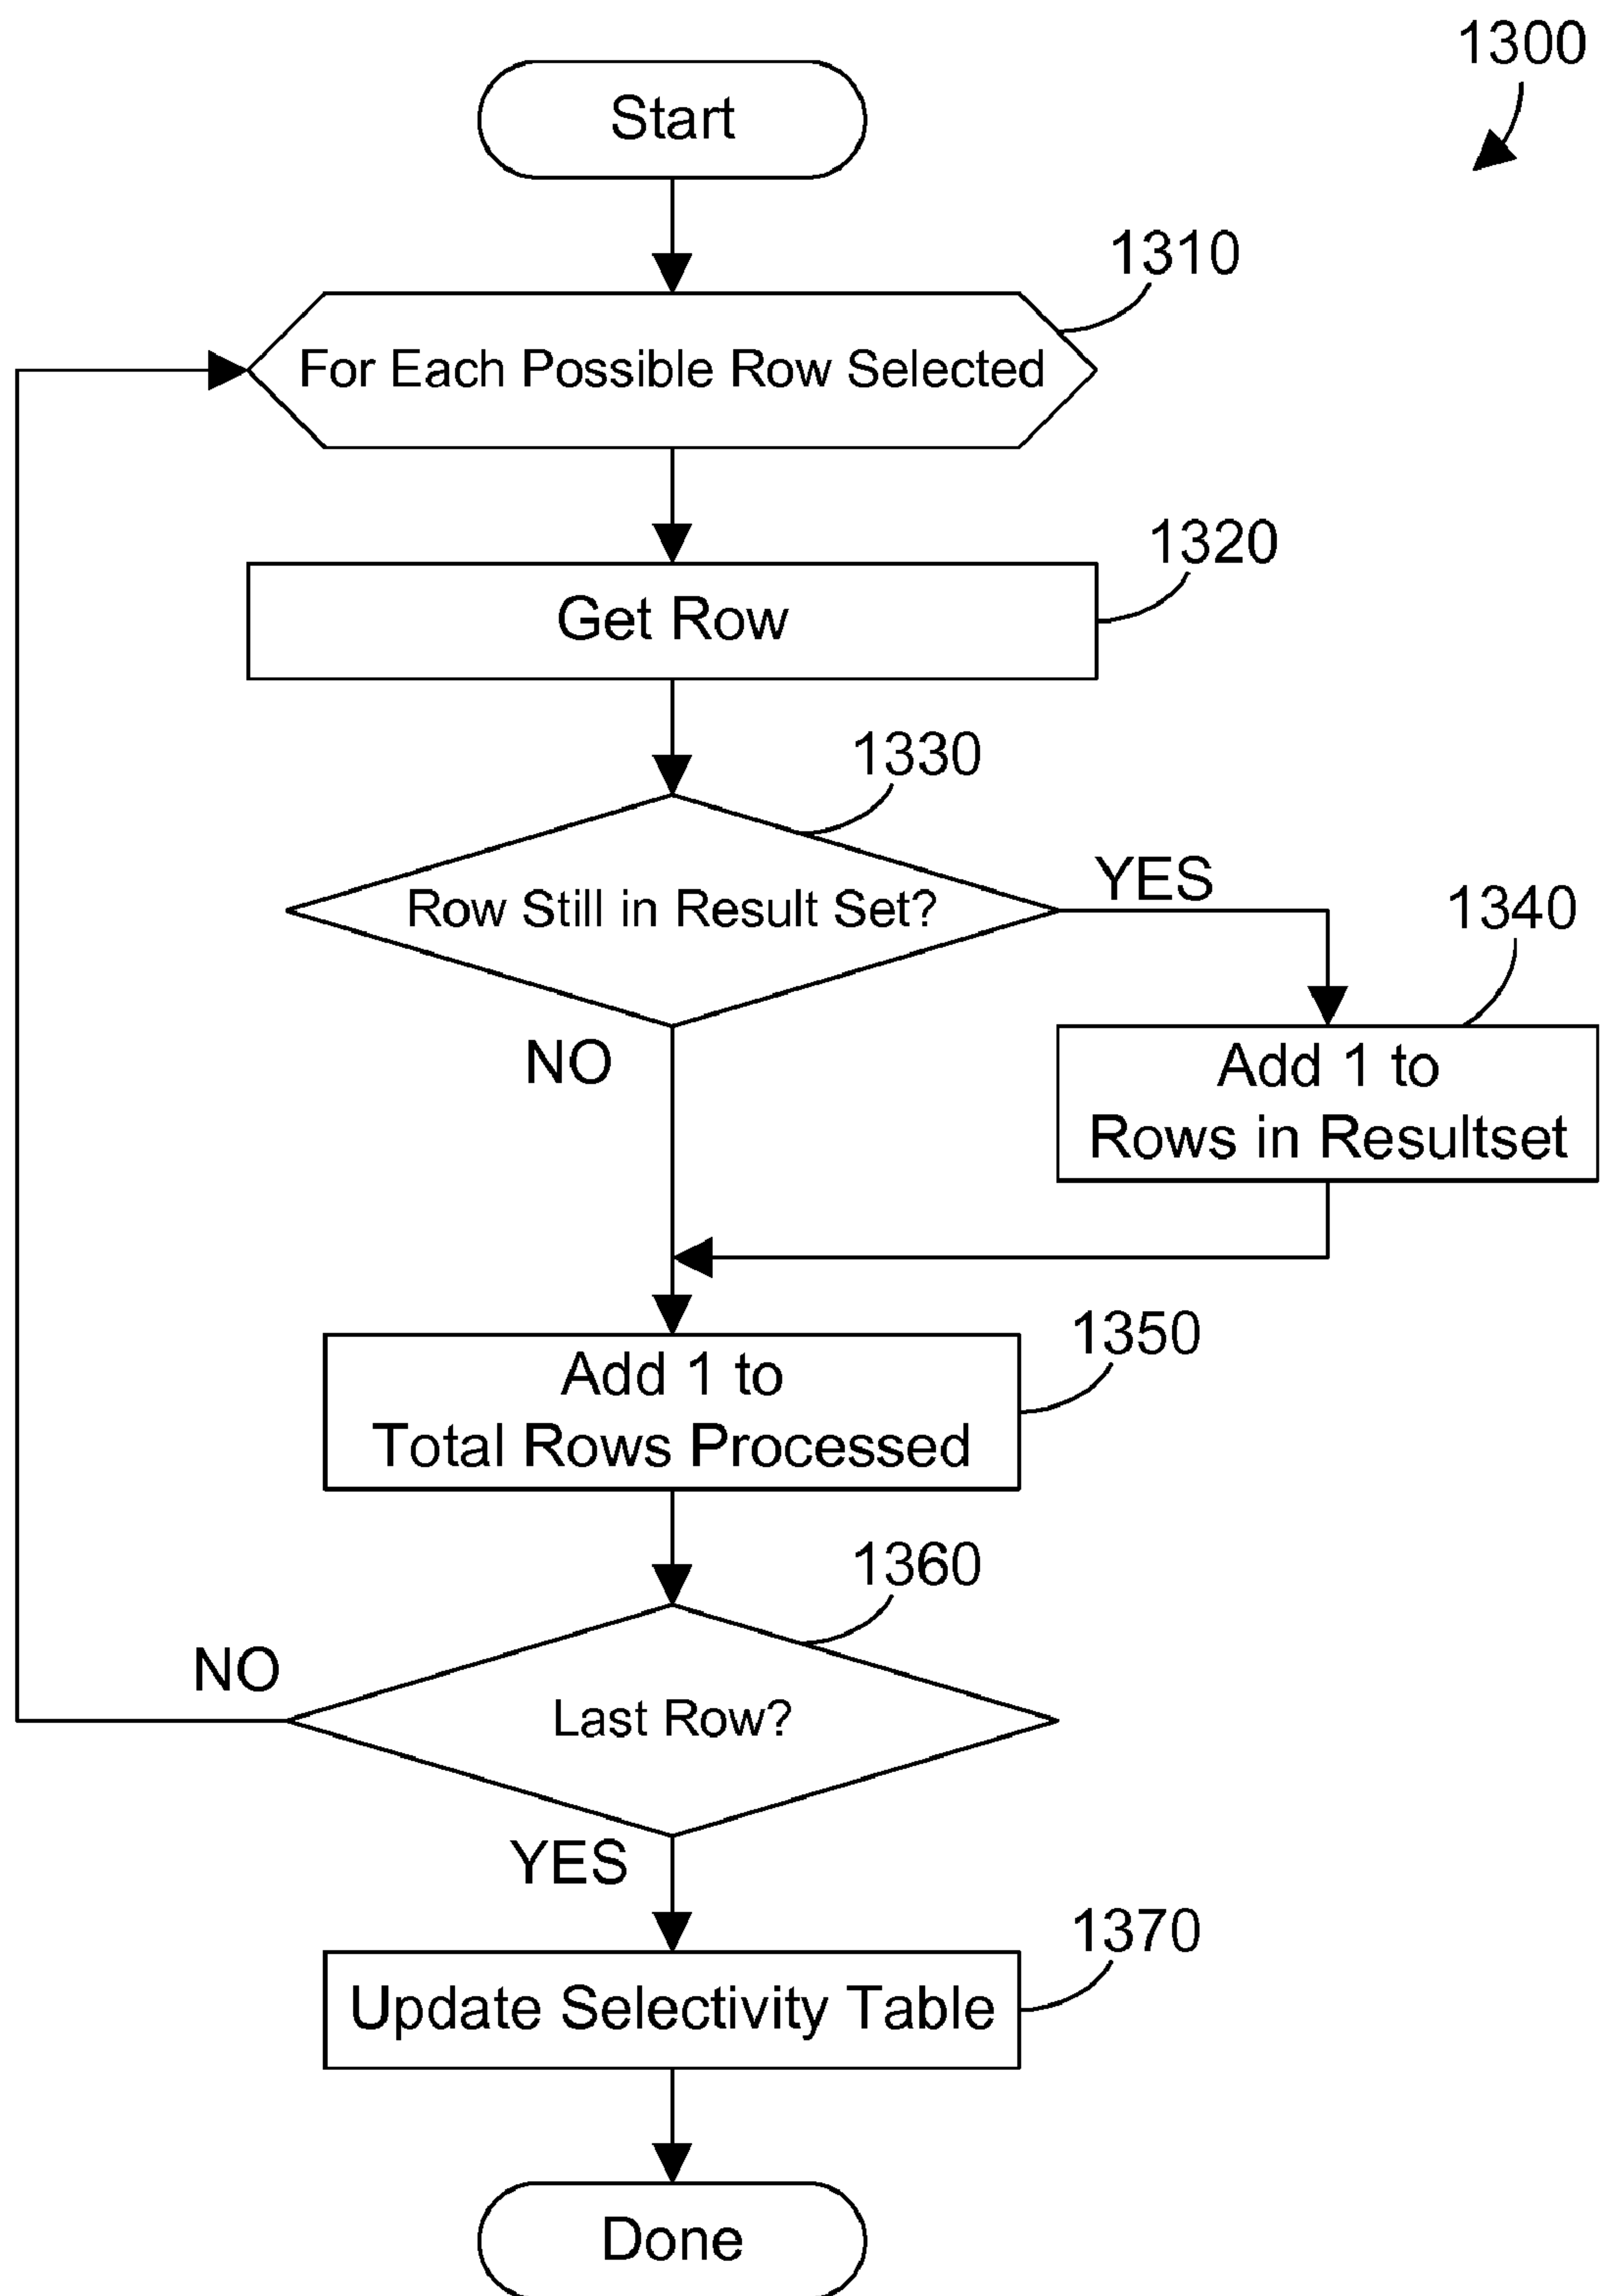 1300
Start
1310
For Each Possible Row Selected
1320
Get Row
1330
Row Still in Result Set?
YES
1340
NO
Add 1 to
Rows in Resultset
1350
Add 1 to
Total Rows Processed
1360
NO
Last Row?
YES
1370
Update Selectivity Table
Done